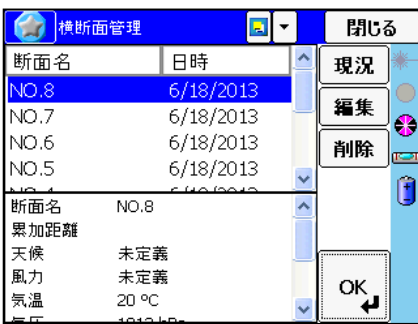 横断面管理
閉じる
断面名 日時
現況
NO.8 6/18/2013
編集
NO.7 6/18/2013
NO.6 6/18/2013
削除
NO.5 6/18/2013
断面名 NO.8
累加距離
天候 未定義
風力 未定義
気温 20 ºC
OK